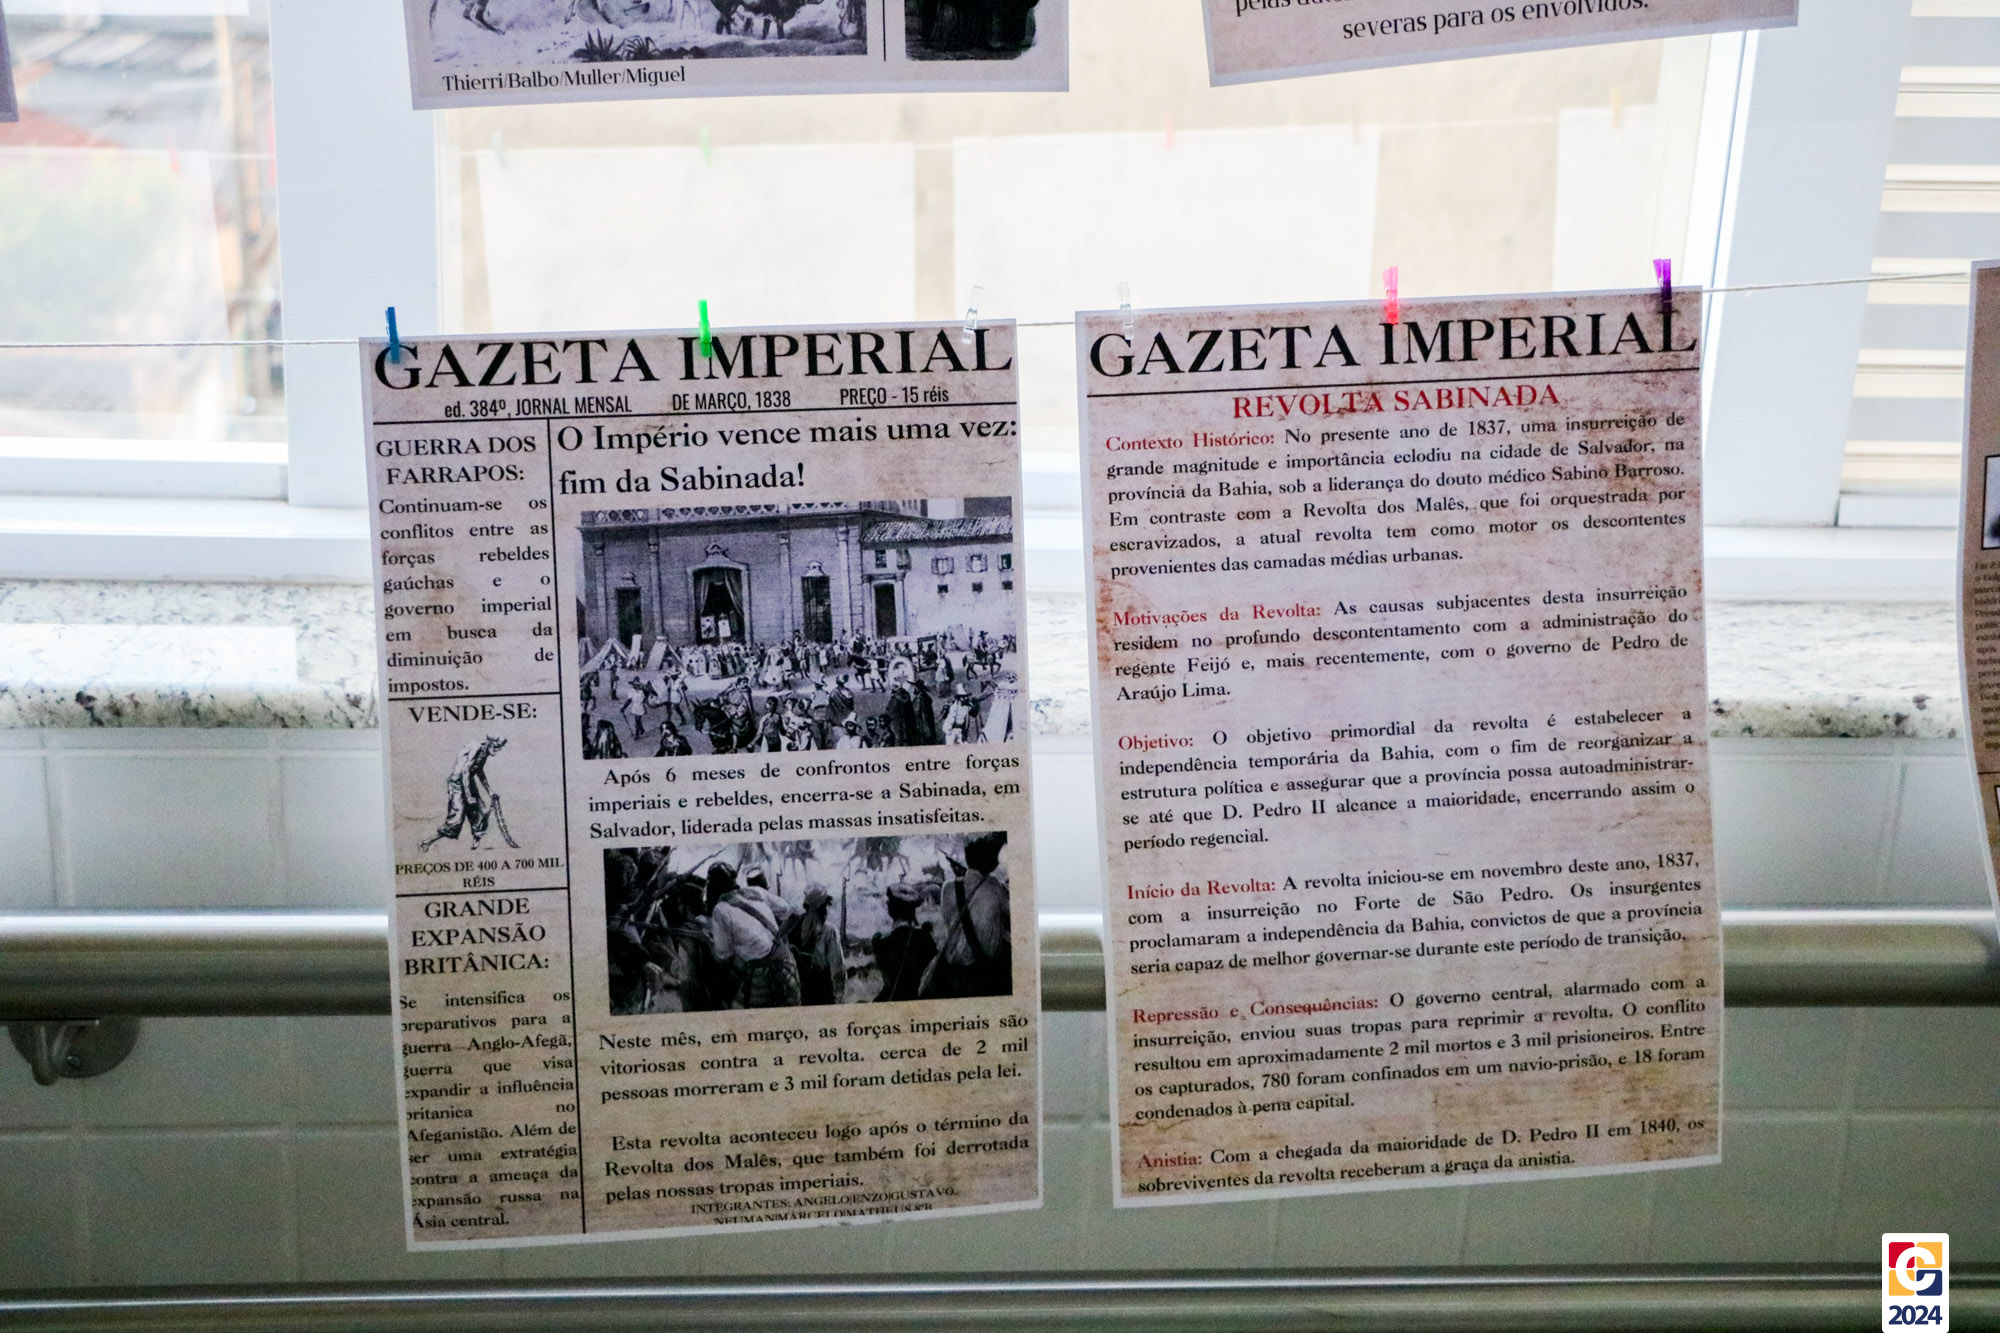 Thierri/Balbo/Muller/Miguel
severas para os envolvidos.
GAZETA IMPERIAL
ed. 384º, JORNAL MENSAL DE MARÇO, 1838 PREÇO - 15 réis
GUERRA DOS
FARRAPOS:
Continuam-se os
conflitos entre as
forças rebeldes
gaúchas e o
governo imperial
em busca da
diminuição de
impostos.
VENDE-SE:
PREÇOS DE 400 A 700 MIL
RÉIS
GRANDE
EXPANSÃO
BRITÂNICA:
Se intensifica os
preparativos para a
guerra Anglo-Afegã,
guerra que visa
expandir a influência
britanica no
Afeganistão. Além de
ser uma extratégia
contra a ameaça da
expansão russa na
Ásia central.
O Império vence mais uma vez:
fim da Sabinada!
Após 6 meses de confrontos entre forças
imperiais e rebeldes, encerra-se a Sabinada, em
Salvador, liderada pelas massas insatisfeitas.
Neste mês, em março, as forças imperiais são
vitoriosas contra a revolta. cerca de 2 mil
pessoas morreram e 3 mil foram detidas pela lei.
Esta revolta aconteceu logo após o término da
Revolta dos Malês, que também foi derrotada
pelas nossas tropas imperiais.
INTEGRANTES: ANGELO|ENZO|GUSTAVO
NEUMAN|MARCELO|MATHEUS
GAZETA IMPERIAL
REVOLTA SABINADA
Contexto Histórico: No presente ano de 1837, uma insurreição de
grande magnitude e importância eclodiu na cidade de Salvador, na
província da Bahia, sob a liderança do douto médico Sabino Barroso.
Em contraste com a Revolta dos Malês, que foi orquestrada por
escravizados, a atual revolta tem como motor os descontentes
provenientes das camadas médias urbanas.
Motivações da Revolta: As causas subjacentes desta insurreição
residem no profundo descontentamento com a administração do
regente Feijó e, mais recentemente, com o governo de Pedro de
Araújo Lima.
Objetivo: O objetivo primordial da revolta é estabelecer a
independência temporária da Bahia, com o fim de reorganizar a
estrutura política e assegurar que a província possa autoadministrar-
se até que D. Pedro II alcance a maioridade, encerrando assim o
período regencial.
Início da Revolta: A revolta iniciou-se em novembro deste ano, 1837,
com a insurreição no Forte de São Pedro. Os insurgentes
proclamaram a independência da Bahia, convictos de que a província
seria capaz de melhor governar-se durante este período de transição.
Repressão e Consequências: O governo central, alarmado com a
insurreição, enviou suas tropas para reprimir a revolta. O conflito
resultou em aproximadamente 2 mil mortos e 3 mil prisioneiros. Entre
os capturados, 780 foram confinados em um navio-prisão, e 18 foram
condenados à pena capital.
Anistia: Com a chegada da maioridade de D. Pedro II em 1840, os
sobreviventes da revolta receberam a graça da anistia.
2024